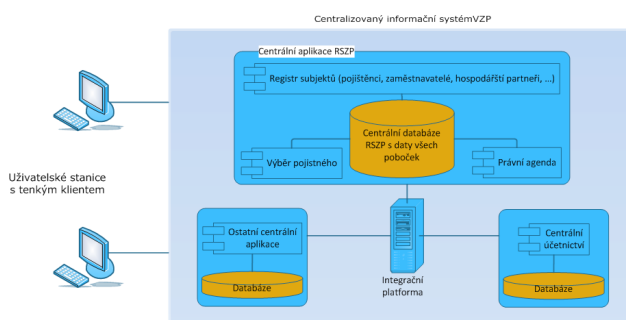 Centralizovaný informační systémVZP
Centrální aplikace RSZP
Registr subjektů (pojištěnci, zaměstnavatelé, hospodářští partneři, ...)
Centrální databáze
RSZP s daty všech
poboček
Výběr pojistného
Právní agenda
Uživatelské stanice
s tenkým klientem
Ostatní centrální
aplikace
Databáze
Integrační
platforma
Centrální
účetnictví
Databáze